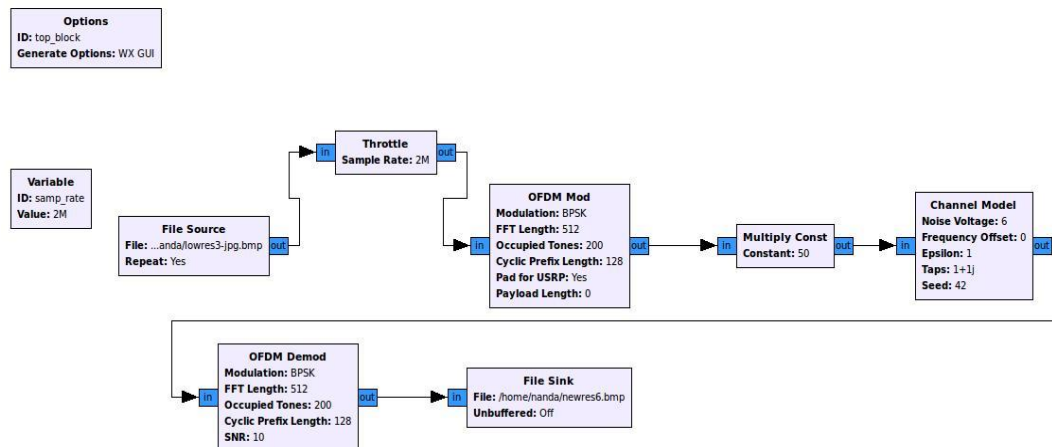 Options
ID: top_block
Generate Options: WX GUI
Variable
ID: samp_rate
Value: 2M
File Source
File: ...anda/lowres3-jpg.bmp
Repeat: Yes
out
in
Throttle
Sample Rate: 2M
out
in
OFDM Mod
Modulation: BPSK
FFT Length: 512
Occupied Tones: 200
Cyclic Prefix Length: 128
Pad for USRP: Yes
Payload Length: 0
out
in
Multiply Const
Constant: 50
out
in
Channel Model
Noise Voltage: 6
Frequency Offset: 0
Epsilon: 1
Taps: 1+1j
Seed: 42
out
in
OFDM Demod
Modulation: BPSK
FFT Length: 512
Occupied Tones: 200
Cyclic Prefix Length: 128
SNR: 10
out
in
File Sink
File: /home/nanda/newres6.bmp
Unbuffered: Off